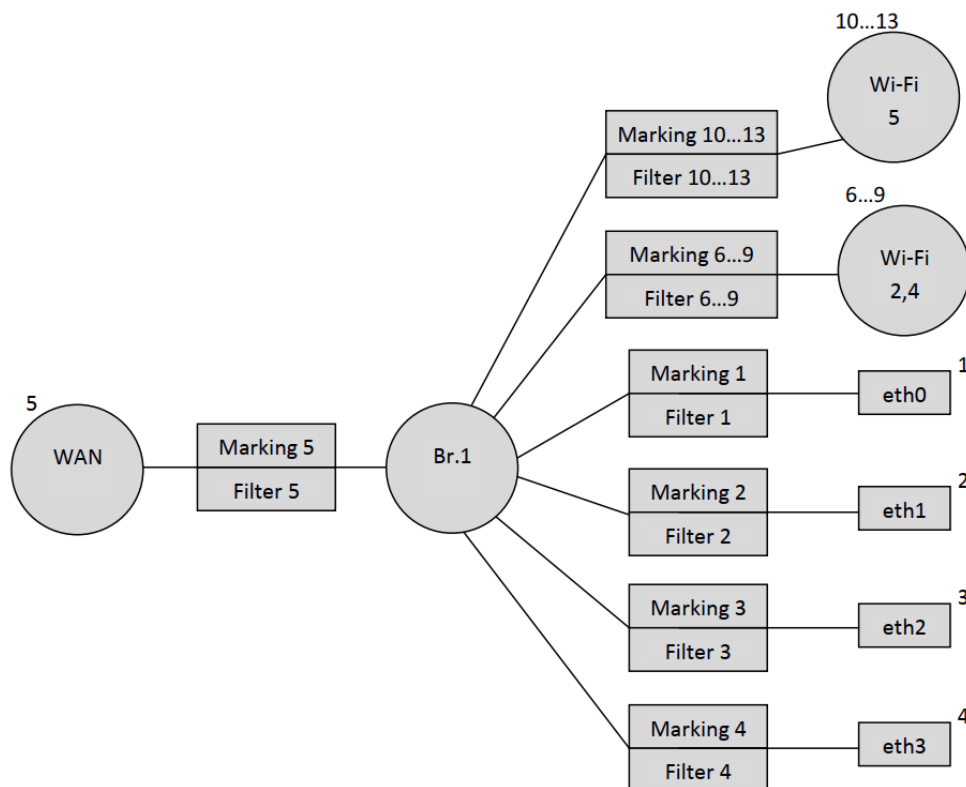 10...13
Wi-Fi
5
Marking 10...13
Filter 10...13
6...9
Wi-Fi
2,4
Marking 6...9
Filter 6...9
1
Marking 1
Filter 1
eth0
5
WAN
Marking 5
Filter 5
Br.1
2
Marking 2
Filter 2
eth1
3
Marking 3
Filter 3
eth2
4
Marking 4
Filter 4
eth3